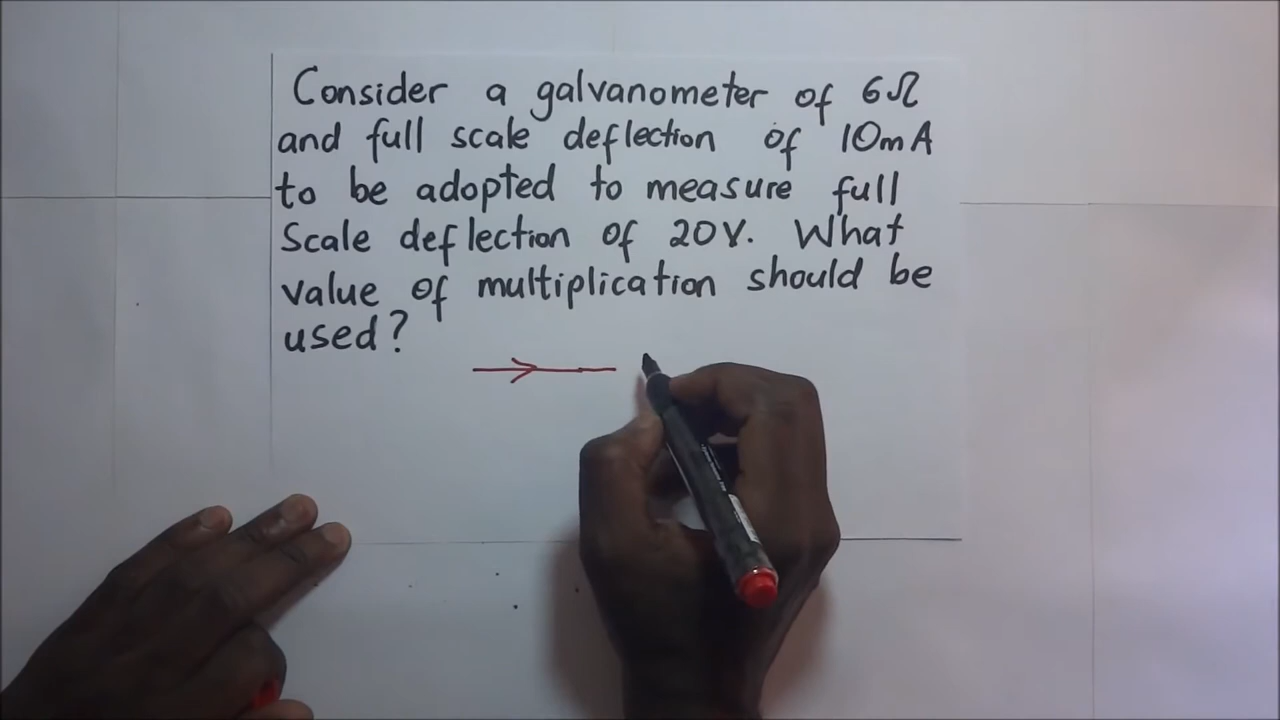 Consider a galvanometer of 6Ω
and full scale deflection of 10mA
to be adopted to measure full
Scale deflection of 20V. What
value of multiplication should be
used?